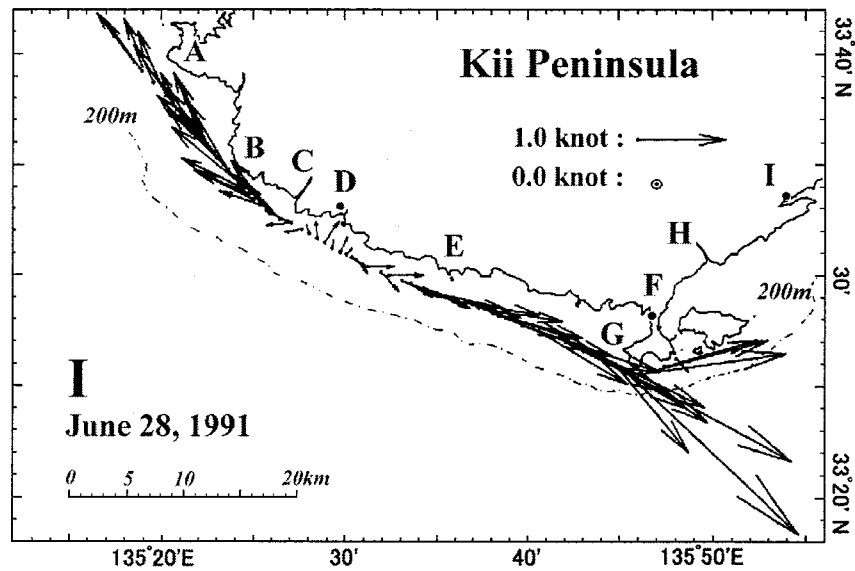 A
33°40' N
Kii Peninsula
200m
1.0 knot :
B
C
0.0 knot :
I
D
E
H
30'
200m
F
G
I
June 28, 1991
0 5 10 20km
33°20' N
135°20'E
30'
40'
135°50'E